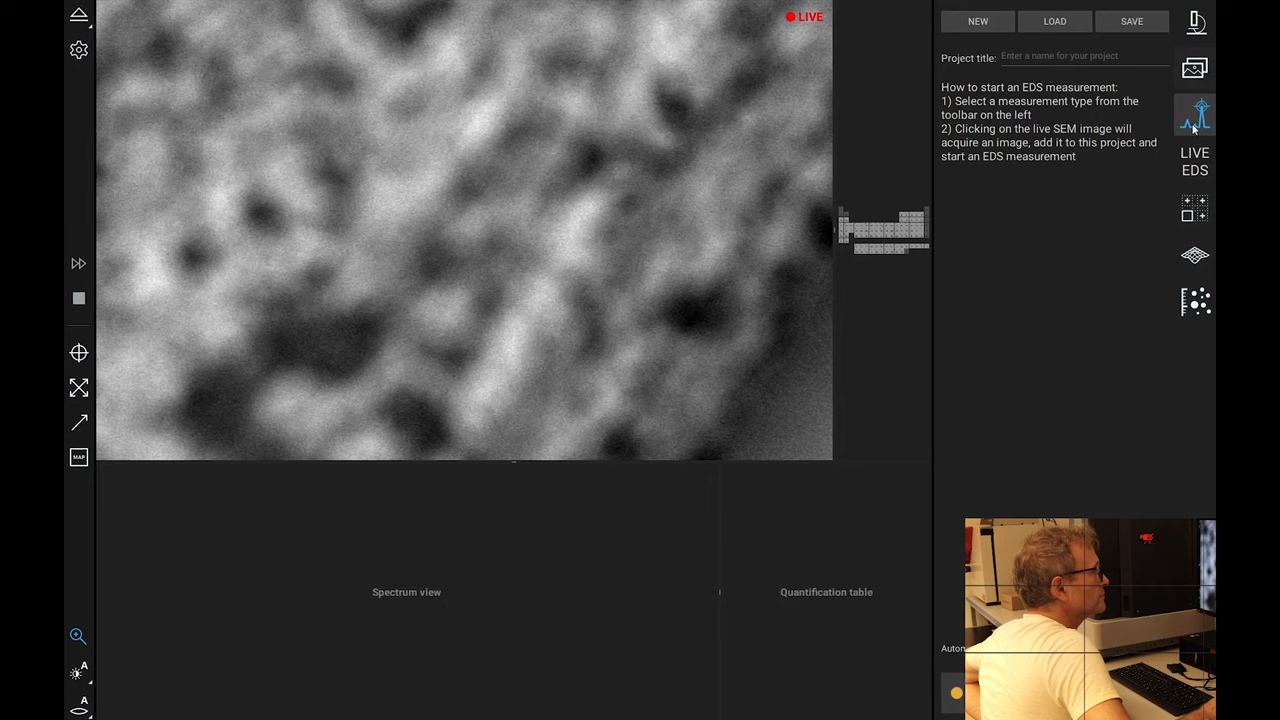 LIVE
NEW LOAD SAVE
Project title: Enter a name for your project
How to start an EDS measurement:
1) Select a measurement type from the
toolbar on the left
2) Clicking on the live SEM image will
acquire an image, add it to this project and
start an EDS measurement
LIVE
EDS
MAP
Spectrum view
Quantification table
A
A
Auton